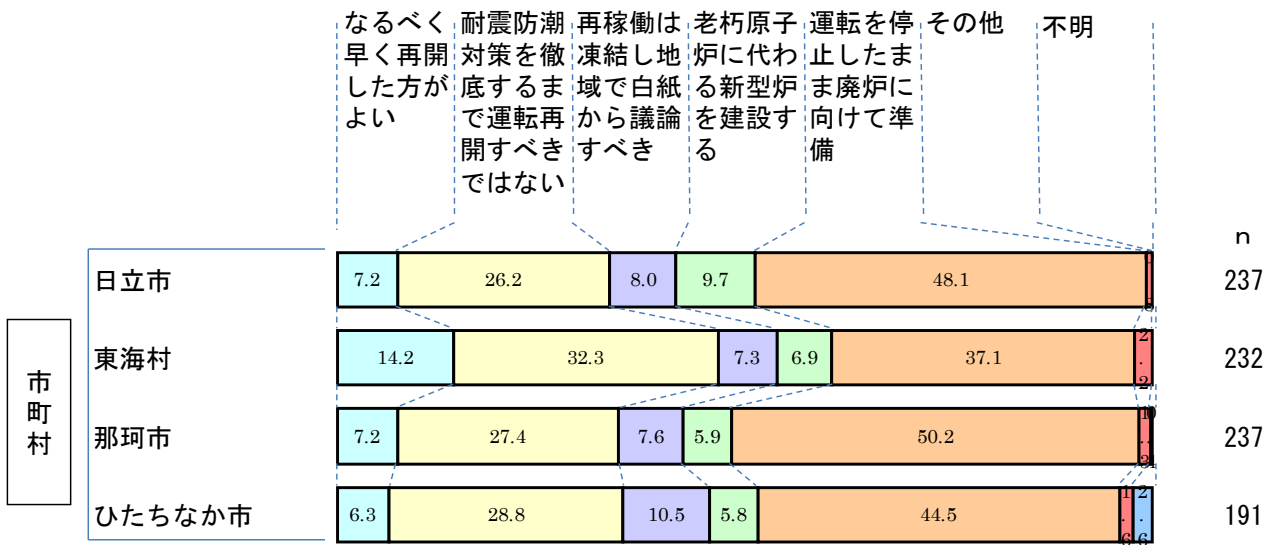 なるべく
早く再開
した方が
よい
耐震防潮
対策を徹
底するま
で運転再
開すべき
ではない
再稼働は
凍結し地
域で白紙
から議論
すべき
老朽原子
炉に代わ
る新型炉
を建設す
る
運転を停
止したま
ま廃炉に
向けて準
備
その他
不明
n
市町村
日立市 7.2 26.2 8.0 9.7 48.1 237
東海村 14.2 32.3 7.3 6.9 37.1 2.2 232
那珂市 7.2 27.4 7.6 5.9 50.2 237
ひたちなか市 6.3 28.8 10.5 5.8 44.5 1.6 2.6 191